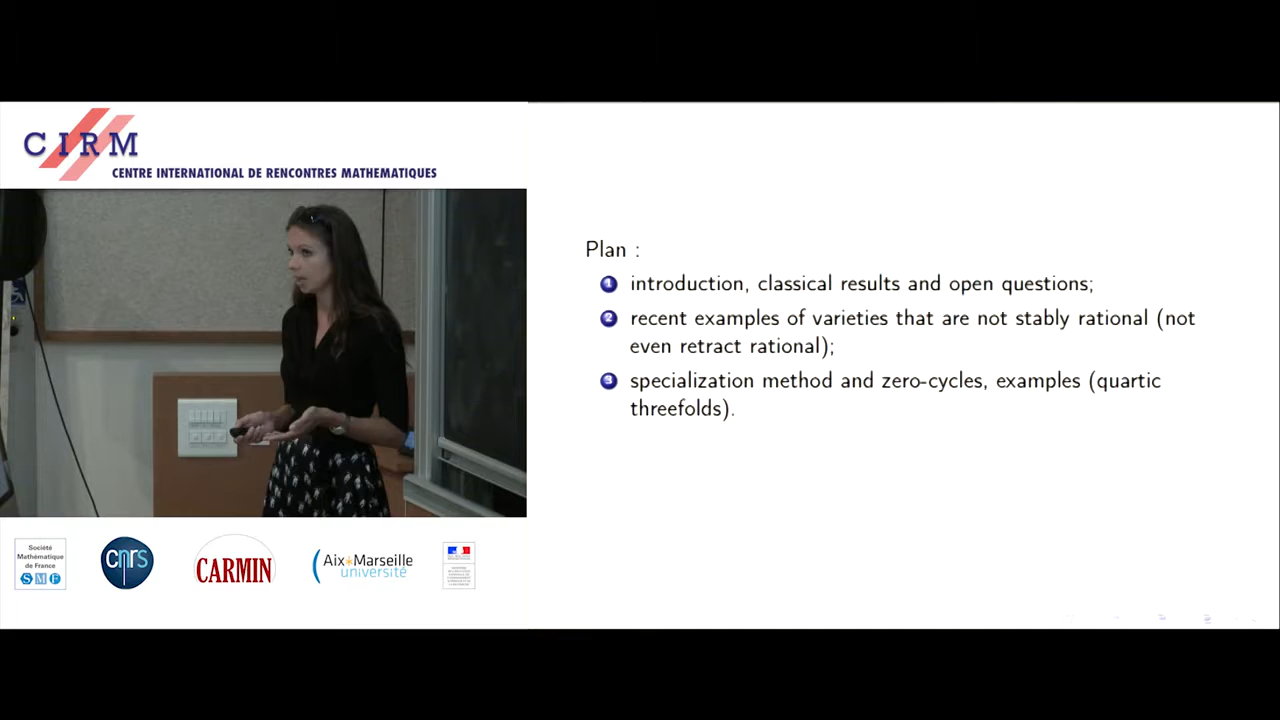 CIRM
CENTRE INTERNATIONAL DE RENCONTRES MATHEMATIQUES
Plan :
1 introduction, classical results and open questions;
2 recent examples of varieties that are not stably rational (not
even retract rational);
3 specialization method and zero-cycles, examples (quartic
threefolds).
Société
Mathématique
de France
SMF
cnrs
CARMIN
Aix*Marseille
université